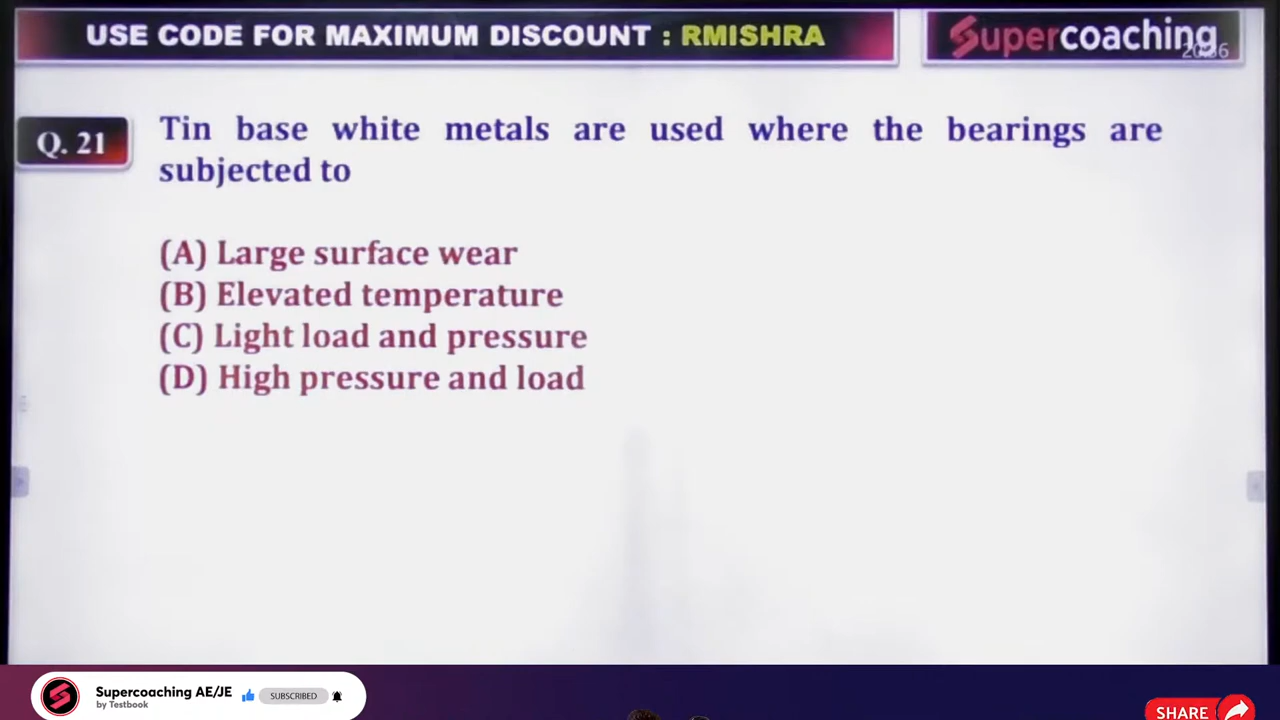 USE CODE FOR MAXIMUM DISCOUNT : RMISHRA
Supercoaching
20:36
Q. 21
Tin base white metals are used where the bearings are
subjected to
(A) Large surface wear
(B) Elevated temperature
(C) Light load and pressure
(D) High pressure and load
Supercoaching AE/JE
by Testbook
SUBSCRIBED
SHARE